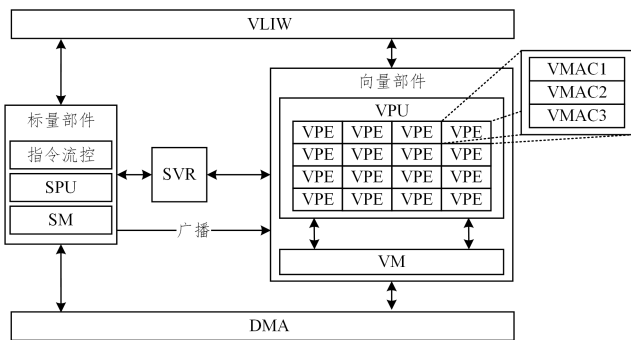 VLIW
标量部件
指令流控
SPU
SM
SVR
广播
向量部件
VPU
VPE VPE VPE VPE
VPE VPE VPE VPE
VPE VPE VPE VPE
VPE VPE VPE VPE
VM
VMAC1
VMAC2
VMAC3
DMA